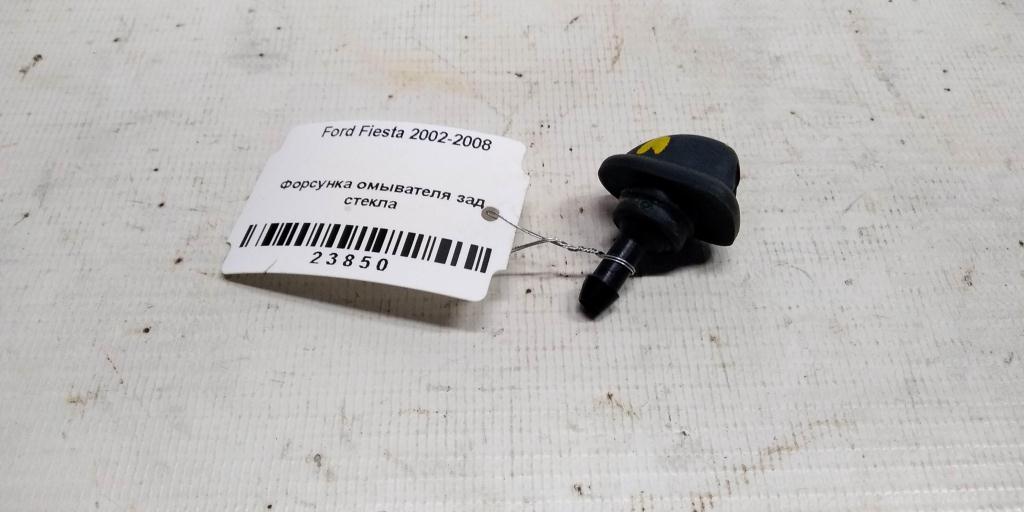 Ford Fiesta 2002-2008
форсунка омывателя зад
стекла
23850